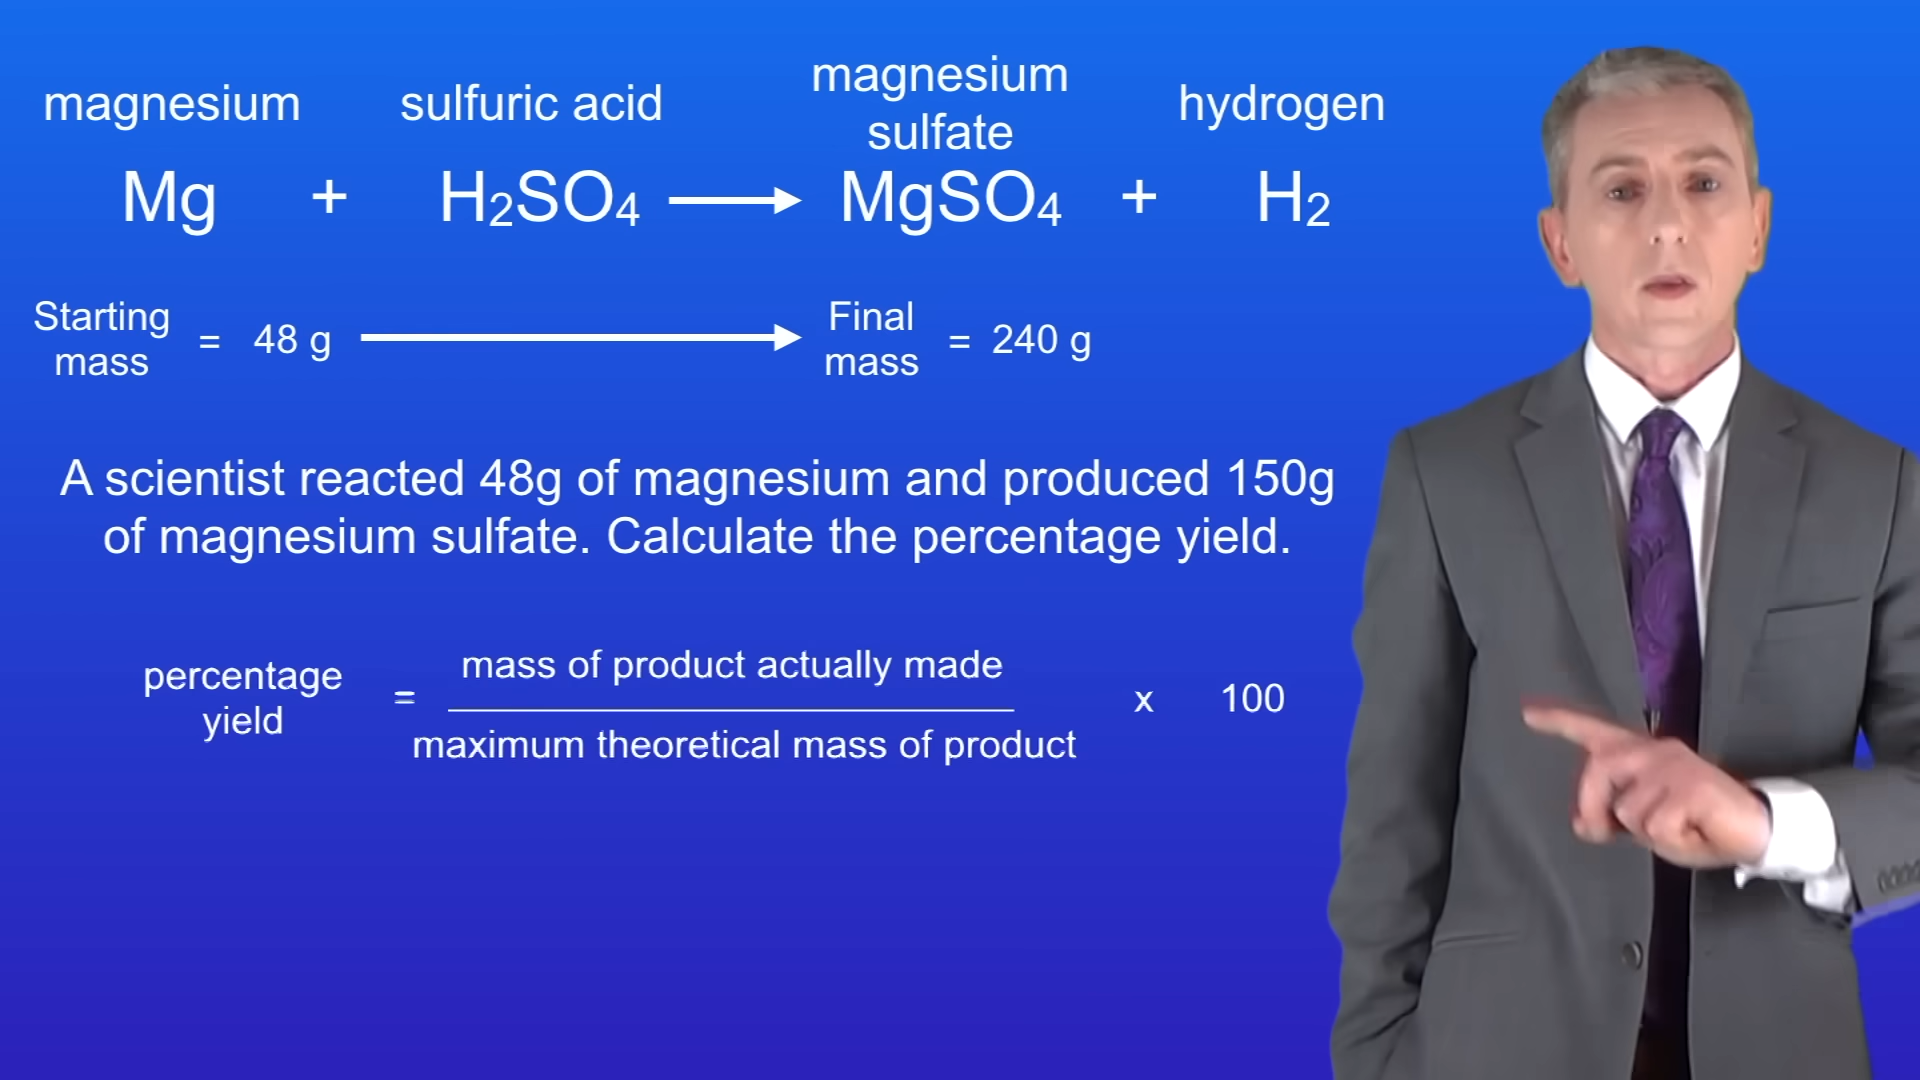 magnesium sulfuric acid magnesium sulfate hydrogen
Mg + H₂SO₄ → MgSO₄ + H₂
Starting mass = 48 g → Final mass = 240 g
A scientist reacted 48g of magnesium and produced 150g
of magnesium sulfate. Calculate the percentage yield.
percentage yield = mass of product actually made
maximum theoretical mass of product
x 100